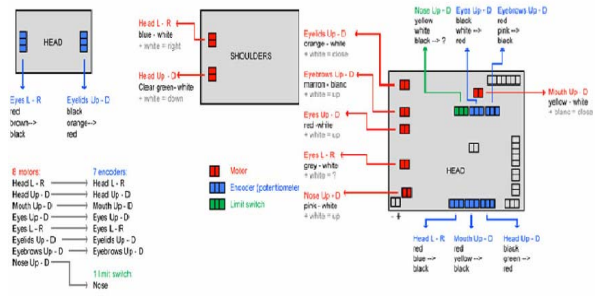 HEAD
Eyes L - R
red
brown-->
black
Eyelids Up - D
black
orange-->
red
Head L - R
blue - white
+ white = right
Head Up - D
Clear green- white
+ white = down
SHOULDERS
Eyelids Up - D
orange - white
+ white = close
Eyebrows Up - D
marron - blanc
+ white = up
Eyes Up - D
red -white
+ white = up
Eyes L - R
grey - white
+ white = ?
Nose Up - D
pink - white
+ white = up
Nose Up - D
yellow
white
black --> ?
Eyes Up - D
black
white -->
red
Eyebrows Up - D
red
pink -->
black
Mouth Up - D
yellow - white
+ blanc = close
HEAD
- +
Head L - R
red
blue -->
black
Mouth Up - D
red
yellow -->
black
Head Up - D
black
green -->
red
8 motors:
Head L - R
Head Up - D
Mouth Up - D
Eyes Up - D
Eyes L - R
Eyelids Up - D
Eyebrows Up - D
Nose Up - D
7 encoders:
Head L - R
Head Up - D
Mouth Up - D
Eyes Up - D
Eyes L - R
Eyelids Up - D
Eyebrows Up - D
1 limit switch:
Nose
Motor
Encoder (potentiometer
Limit switch